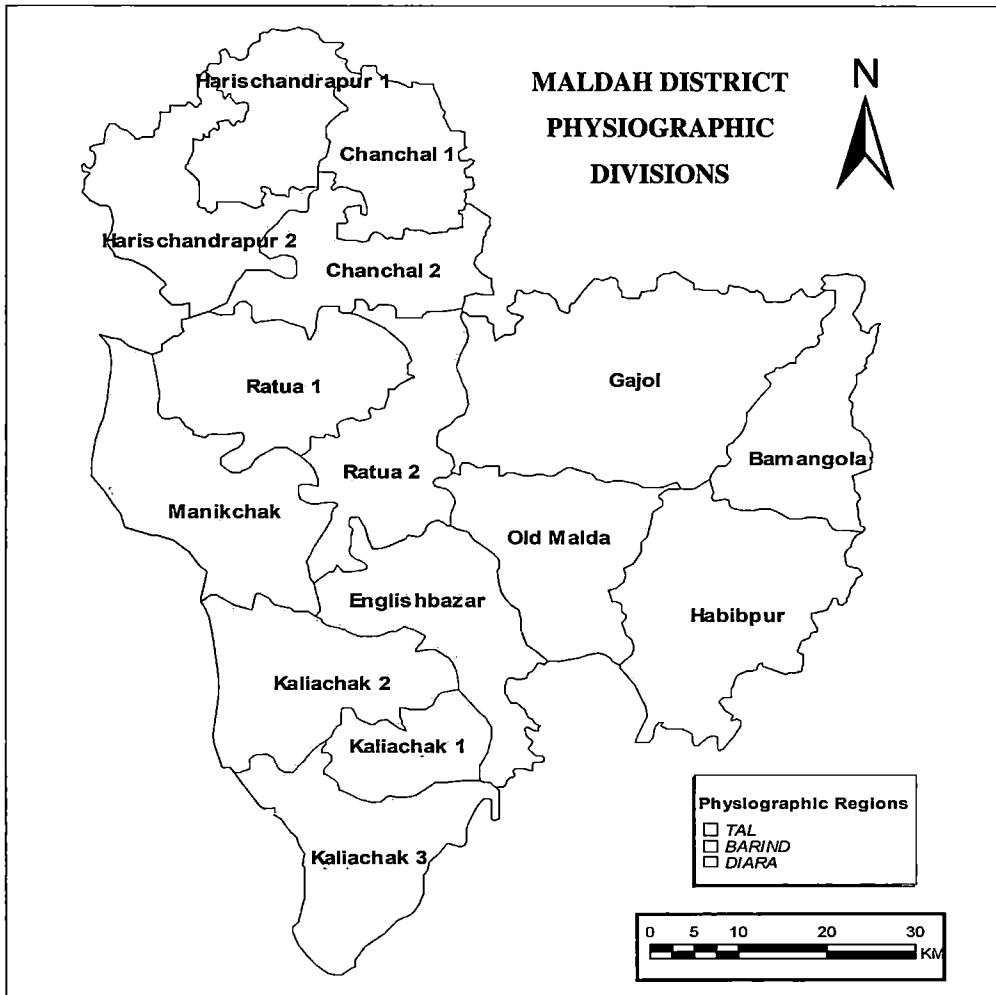 MALDAH DISTRICT
PHYSIOGRAPHIC
DIVISIONS
N
Harischandrapur 1
Chanchal 1
Harischandrapur 2
Chanchal 2
Ratua 1
Gajol
Ratua 2
Bamangola
Manikchak
Old Malda
Englishbazar
Habibpur
Kaliachak 2
Kaliachak 1
Kaliachak 3
Physiographic Regions
TAL
BARIND
DIARA
0 5 10 20 30
KM